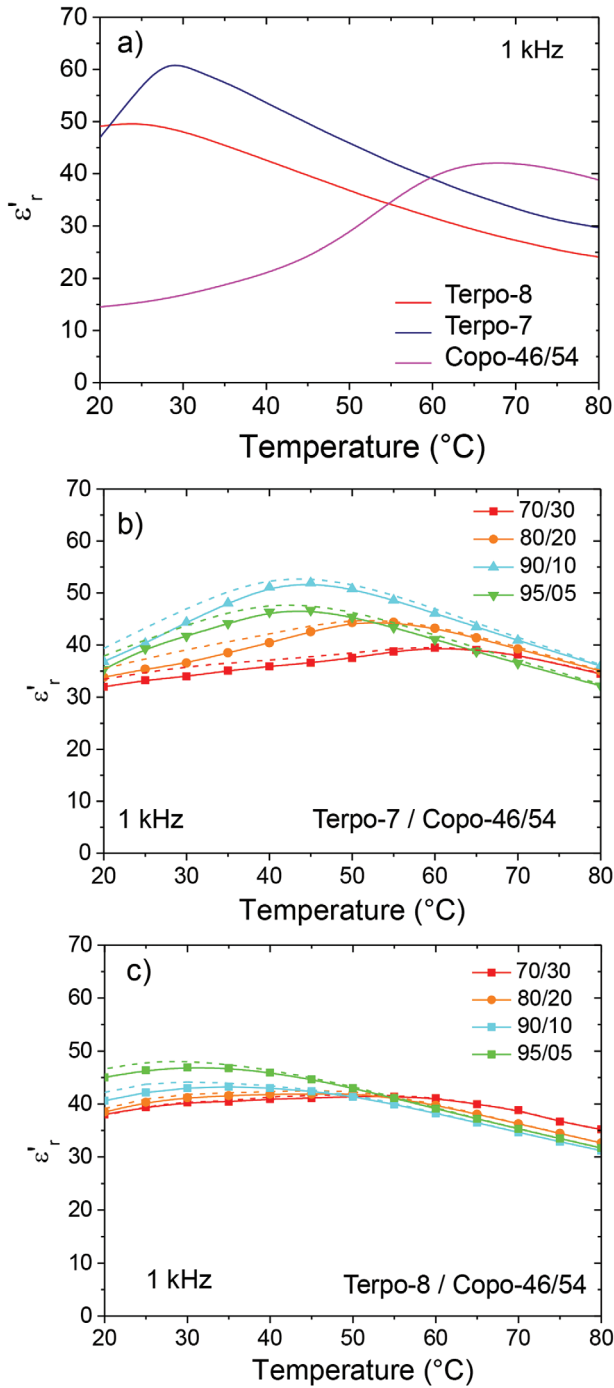 a)
1 kHz
70
60
50
40
30
20
10
0
ε'r
Terpo-8
Terpo-7
Copo-46/54
20 30 40 50 60 70 80
Temperature (°C)
b)
70
60
50
40
30
20
10
0
ε'r
70/30
80/20
90/10
95/05
1 kHz Terpo-7 / Copo-46/54
20 30 40 50 60 70 80
Temperature (°C)
c)
70
60
50
40
30
20
10
0
ε'r
70/30
80/20
90/10
95/05
1 kHz Terpo-8 / Copo-46/54
20 30 40 50 60 70 80
Temperature (°C)